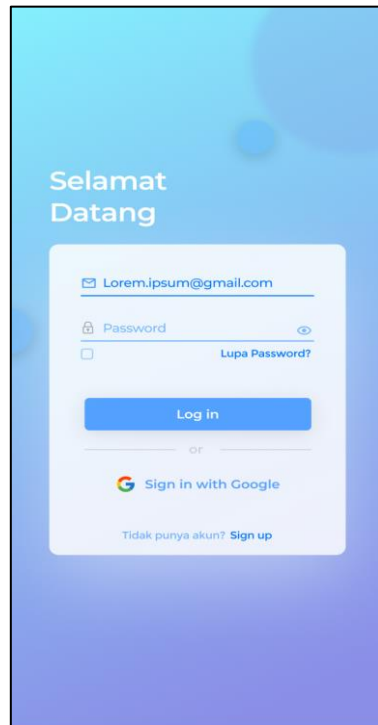 Selamat
Datang
Lorem.ipsum@gmail.com
Password
Lupa Password?
Log in
or
Sign in with Google
Tidak punya akun? Sign up